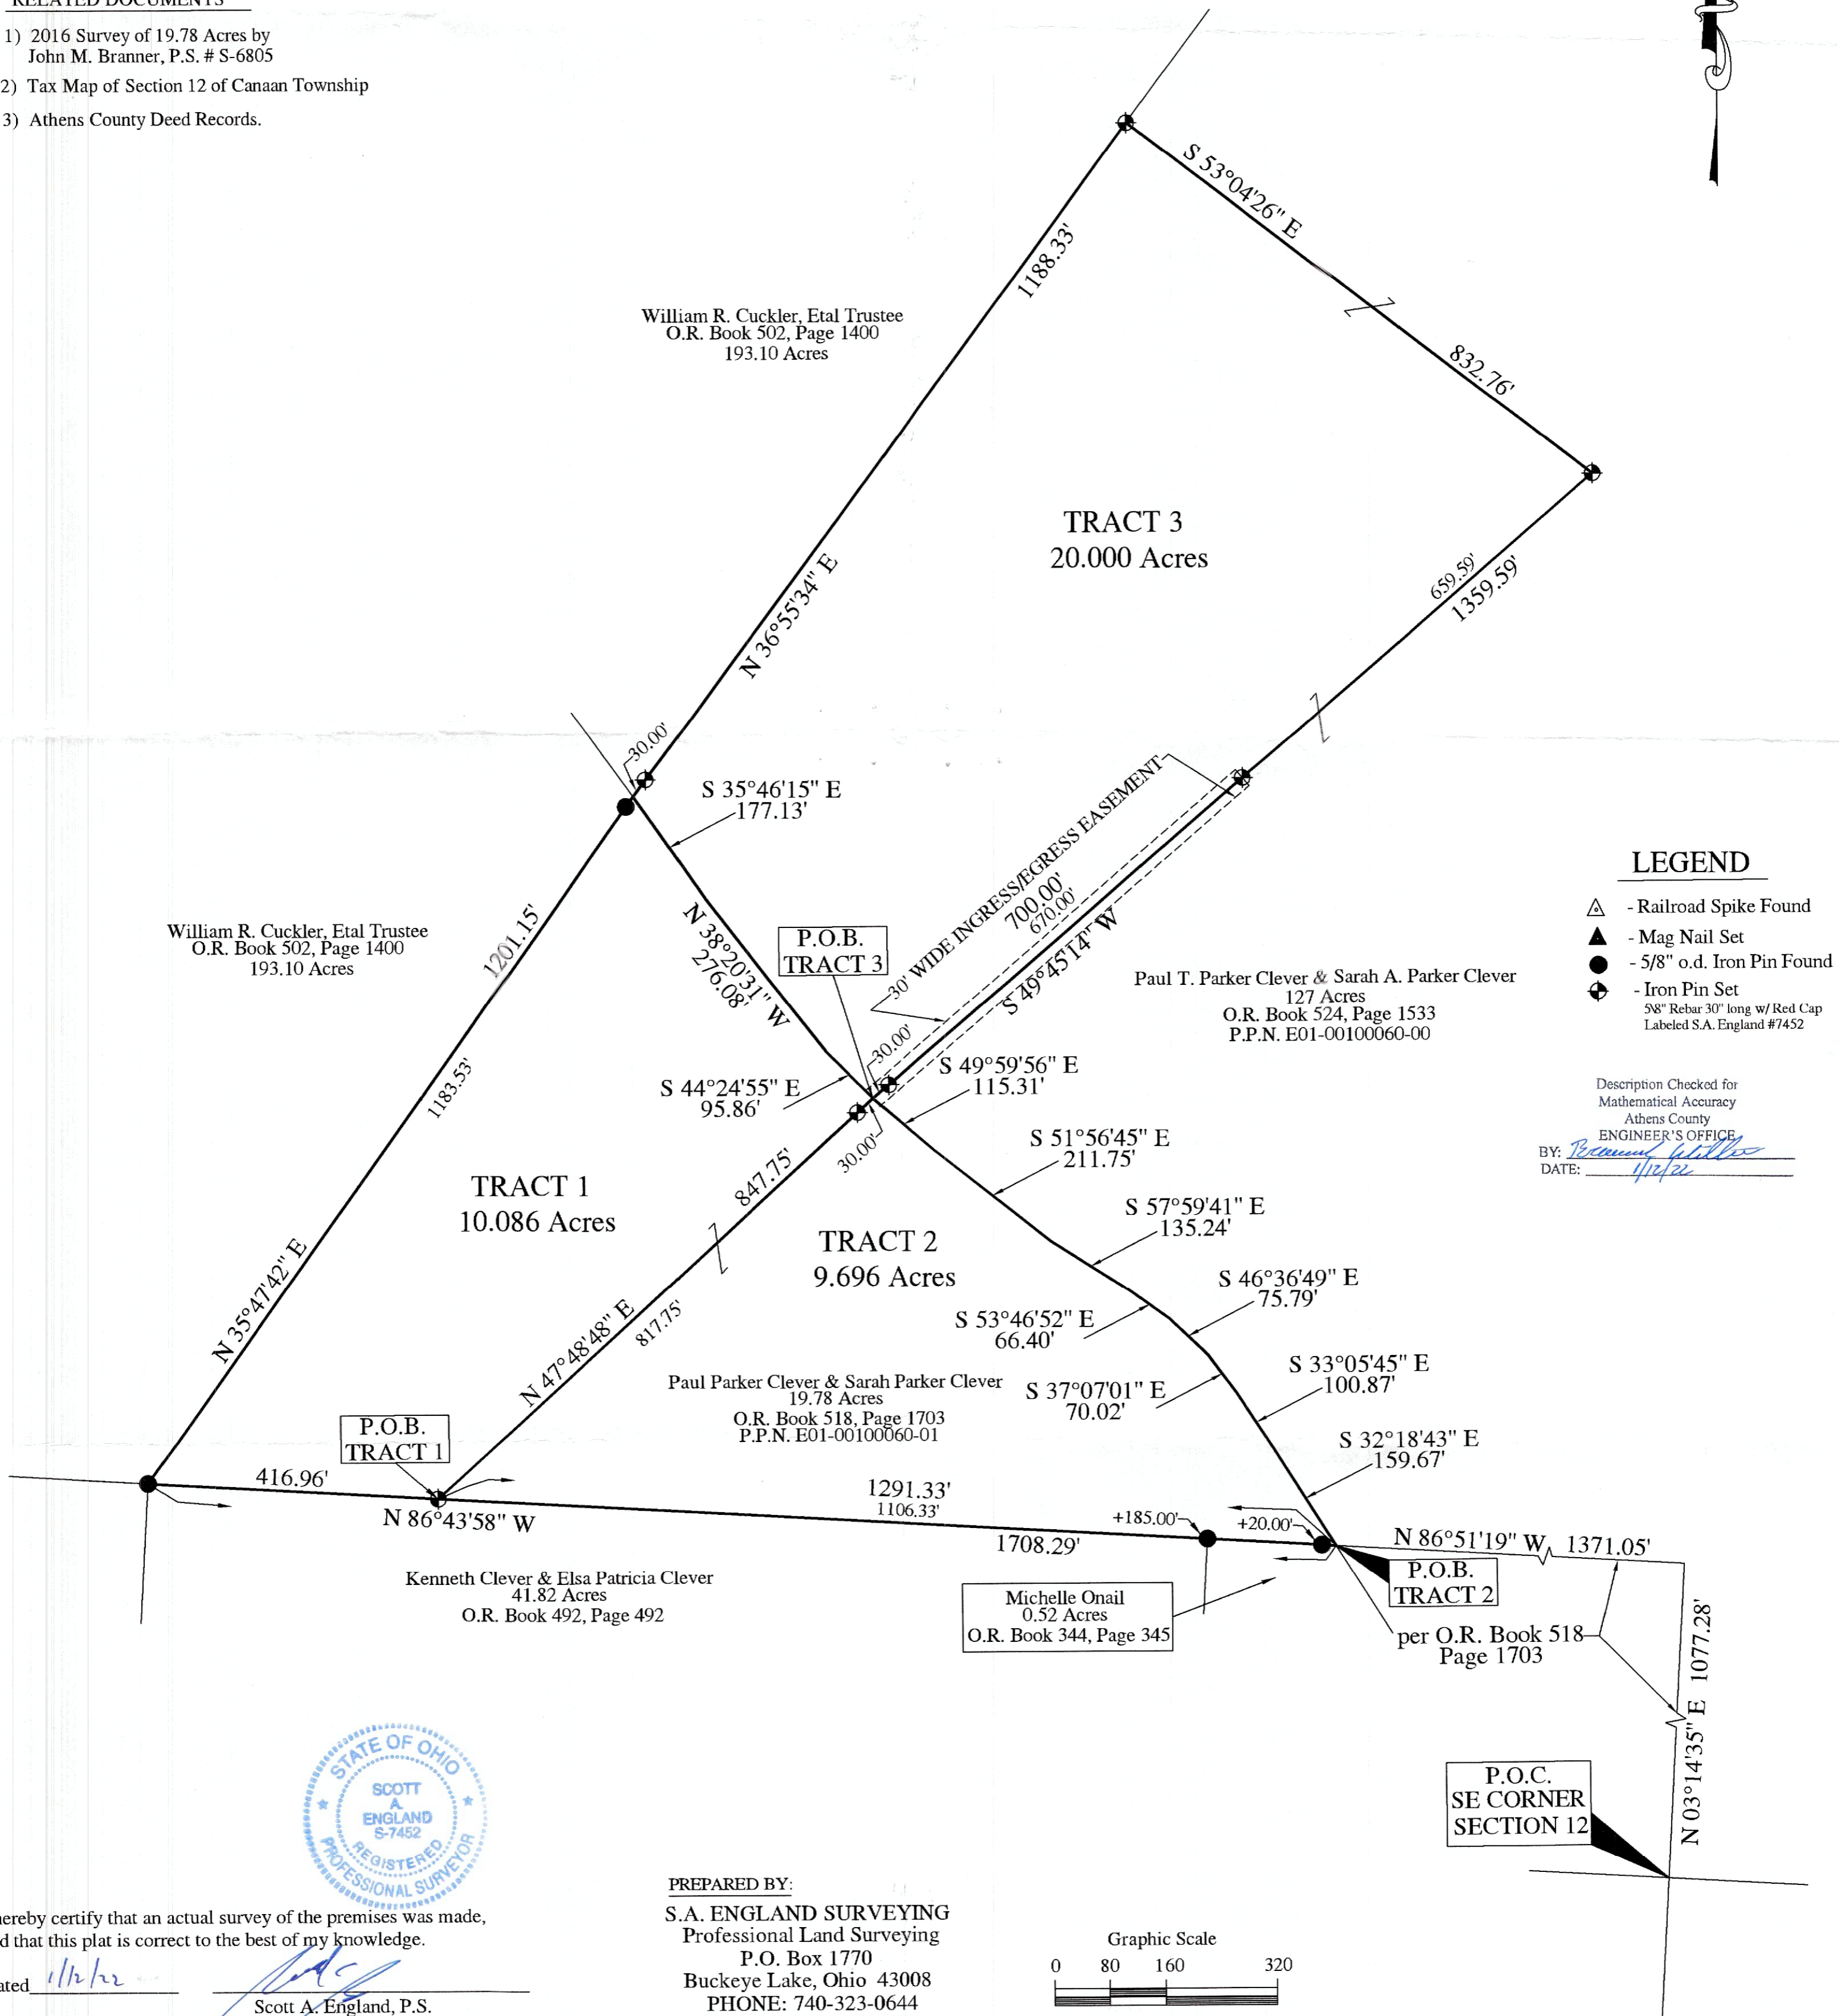 RELATED DOCUMENTS
1) 2016 Survey of 19.78 Acres by
John M. Branner, P.S. # S-6805
2) Tax Map of Section 12 of Canaan Township
3) Athens County Deed Records.
S 53°04'26" E
832.76'
1188.33'
N 36°55'34" E
William R. Cuckler, Etal Trustee
O.R. Book 502, Page 1400
193.10 Acres
TRACT 3
20.000 Acres
659.59'
1359.59'
30.00'
S 35°46'15" E
177.13'
30' WIDE INGRESS/EGRESS EASEMENT
700.00'
670.00'
S 49°45'14" W
LEGEND
- Railroad Spike Found
- Mag Nail Set
- 5/8" o.d. Iron Pin Found
- Iron Pin Set
5\8" Rebar 30" long w/ Red Cap
Labeled S.A. England #7452
William R. Cuckler, Etal Trustee
O.R. Book 502, Page 1400
193.10 Acres
1201.15'
1183.53'
N 35°47'42" E
N 38°20'31" W
276.08'
P.O.B.
TRACT 3
Paul T. Parker Clever & Sarah A. Parker Clever
127 Acres
O.R. Book 524, Page 1533
P.P.N. E01-00100060-00
30.00'
S 44°24'55" E
95.86'
S 49°59'56" E
115.31'
30.00'
Description Checked for
Mathematical Accuracy
Athens County
ENGINEER'S OFFICE
BY:
DATE: 1/12/22
S 51°56'45" E
211.75'
TRACT 1
10.086 Acres
847.75'
N 47°48'48" E
817.75'
TRACT 2
9.696 Acres
S 57°59'41" E
135.24'
S 46°36'49" E
75.79'
S 53°46'52" E
66.40'
S 33°05'45" E
100.87'
S 37°07'01" E
70.02'
Paul Parker Clever & Sarah Parker Clever
19.78 Acres
O.R. Book 518, Page 1703
P.P.N. E01-00100060-01
S 32°18'43" E
159.67'
P.O.B.
TRACT 1
416.96'
N 86°43'58" W
1291.33'
1106.33'
1708.29'
+185.00'
+20.00'
N 86°51'19" W 1371.05'
P.O.B.
TRACT 2
Kenneth Clever & Elsa Patricia Clever
41.82 Acres
O.R. Book 492, Page 492
Michelle Onail
0.52 Acres
O.R. Book 344, Page 345
per O.R. Book 518
Page 1703
N 03°14'35" E 1077.28'
P.O.C.
SE CORNER
SECTION 12
STATE OF OHIO
SCOTT
A.
ENGLAND
S-7452
REGISTERED
PROFESSIONAL SURVEYOR
hereby certify that an actual survey of the premises was made,
d that this plat is correct to the best of my knowledge.
ated 1/12/22
Scott A. England, P.S.
PREPARED BY:
S.A. ENGLAND SURVEYING
Professional Land Surveying
P.O. Box 1770
Buckeye Lake, Ohio 43008
PHONE: 740-323-0644
Graphic Scale
0 80 160 320